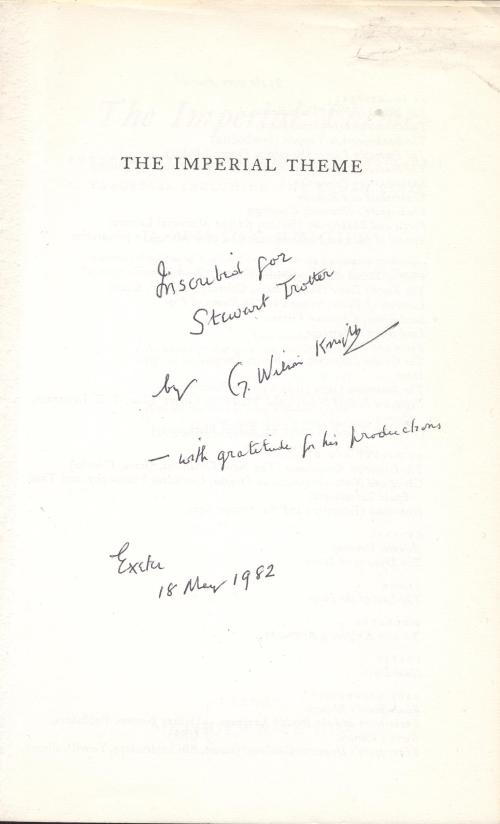 THE IMPERIAL THEME
Inscribed for
Stewart Trotter
by G. Wilson Knight
— with gratitude for his productions
Exeter
18 May 1982